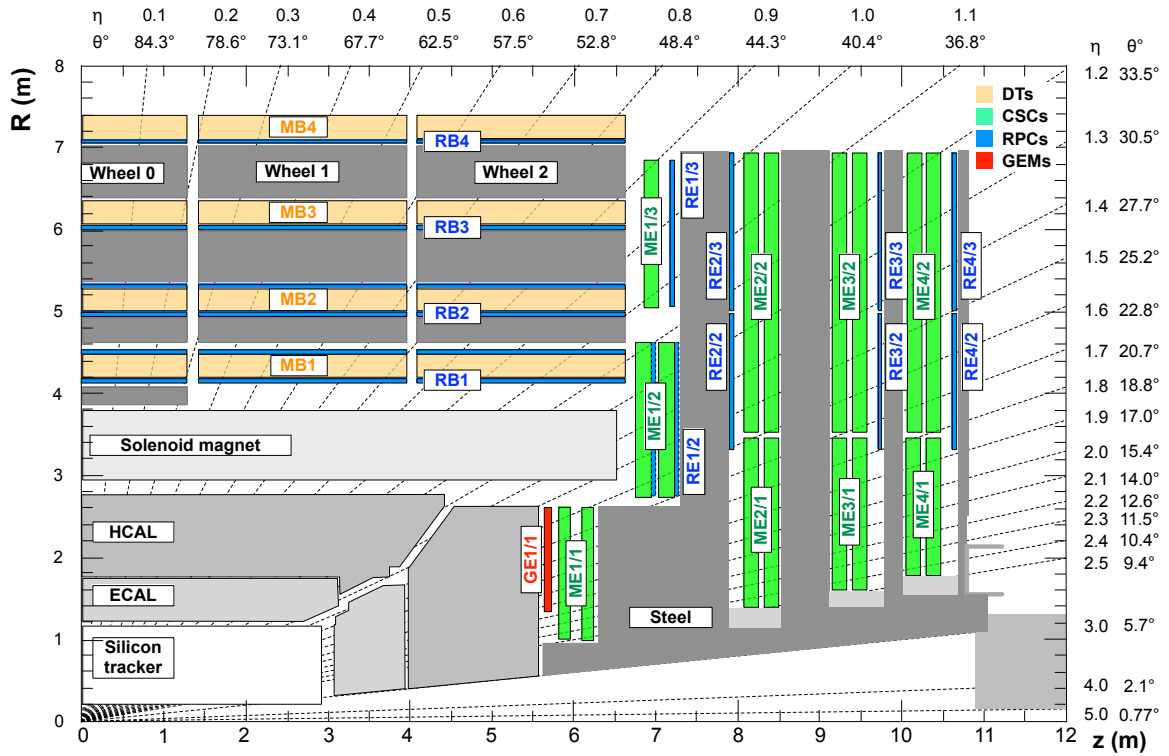 η 0.1 0.2 0.3 0.4 0.5 0.6 0.7 0.8 0.9 1.0 1.1
θ° 84.3° 78.6° 73.1° 67.7° 62.5° 57.5° 52.8° 48.4° 44.3° 40.4° 36.8° η θ°
R (m)
8
7
6
5
4
3
2
1
0
1.2 33.5°
1.3 30.5°
1.4 27.7°
1.5 25.2°
1.6 22.8°
1.7 20.7°
1.8 18.8°
1.9 17.0°
2.0 15.4°
2.1 14.0°
2.2 12.6°
2.3 11.5°
2.4 10.4°
2.5 9.4°
3.0 5.7°
4.0 2.1°
5.0 0.77°
DTs
CSCs
RPCs
GEMs
MB4
RB4
Wheel 0
Wheel 1
Wheel 2
MB3
RB3
MB2
RB2
MB1
RB1
Solenoid magnet
HCAL
ECAL
Silicon
tracker
Steel
GE1/1
ME1/1
ME1/2
ME1/3
RE1/3
RE1/2
RE2/3
RE2/2
ME2/2
ME2/1
ME3/2
ME3/1
RE3/3
RE3/2
ME4/2
ME4/1
RE4/3
RE4/2
0 1 2 3 4 5 6 7 8 9 10 11 12
z (m)